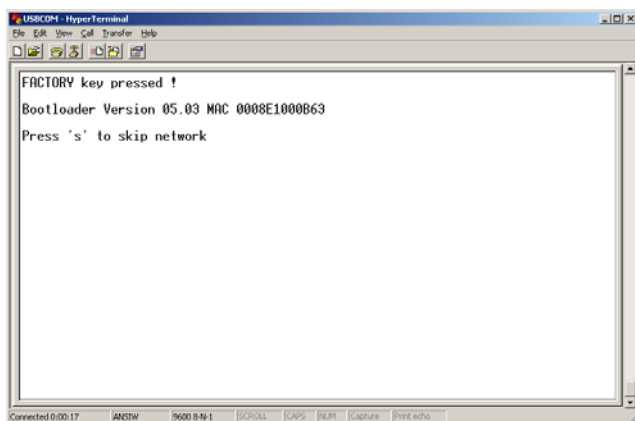 USBCOM - HyperTerminal
File Edit View Call Transfer Help
FACTORY key pressed !
Bootloader Version 05.03 MAC 0008E1000B63
Press 's' to skip network
Connected 0:00:17 ANSIW 9600 8-N-1 SCROLL CAPS NUM Capture Print echo